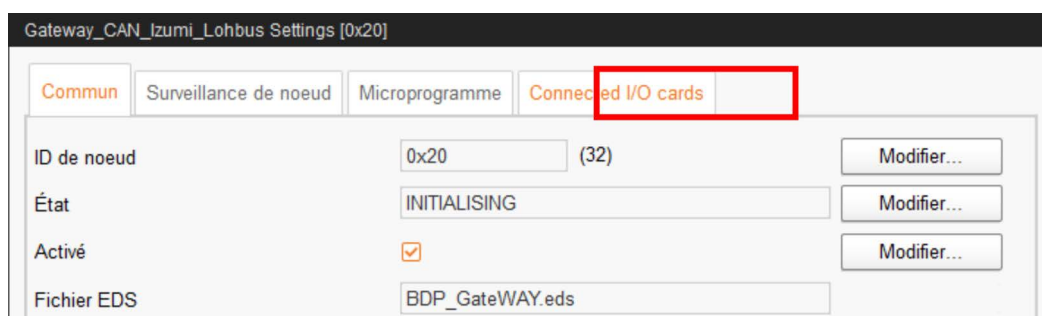 Gateway_CAN_Izumi_Lohbus Settings [0x20]
Commun Surveillance de noeud Microprogramme Connected I/O cards
ID de noeud 0x20 (32) Modifier...
État INITIALISING Modifier...
Activé Modifier...
Fichier EDS BDP_GateWAY.eds